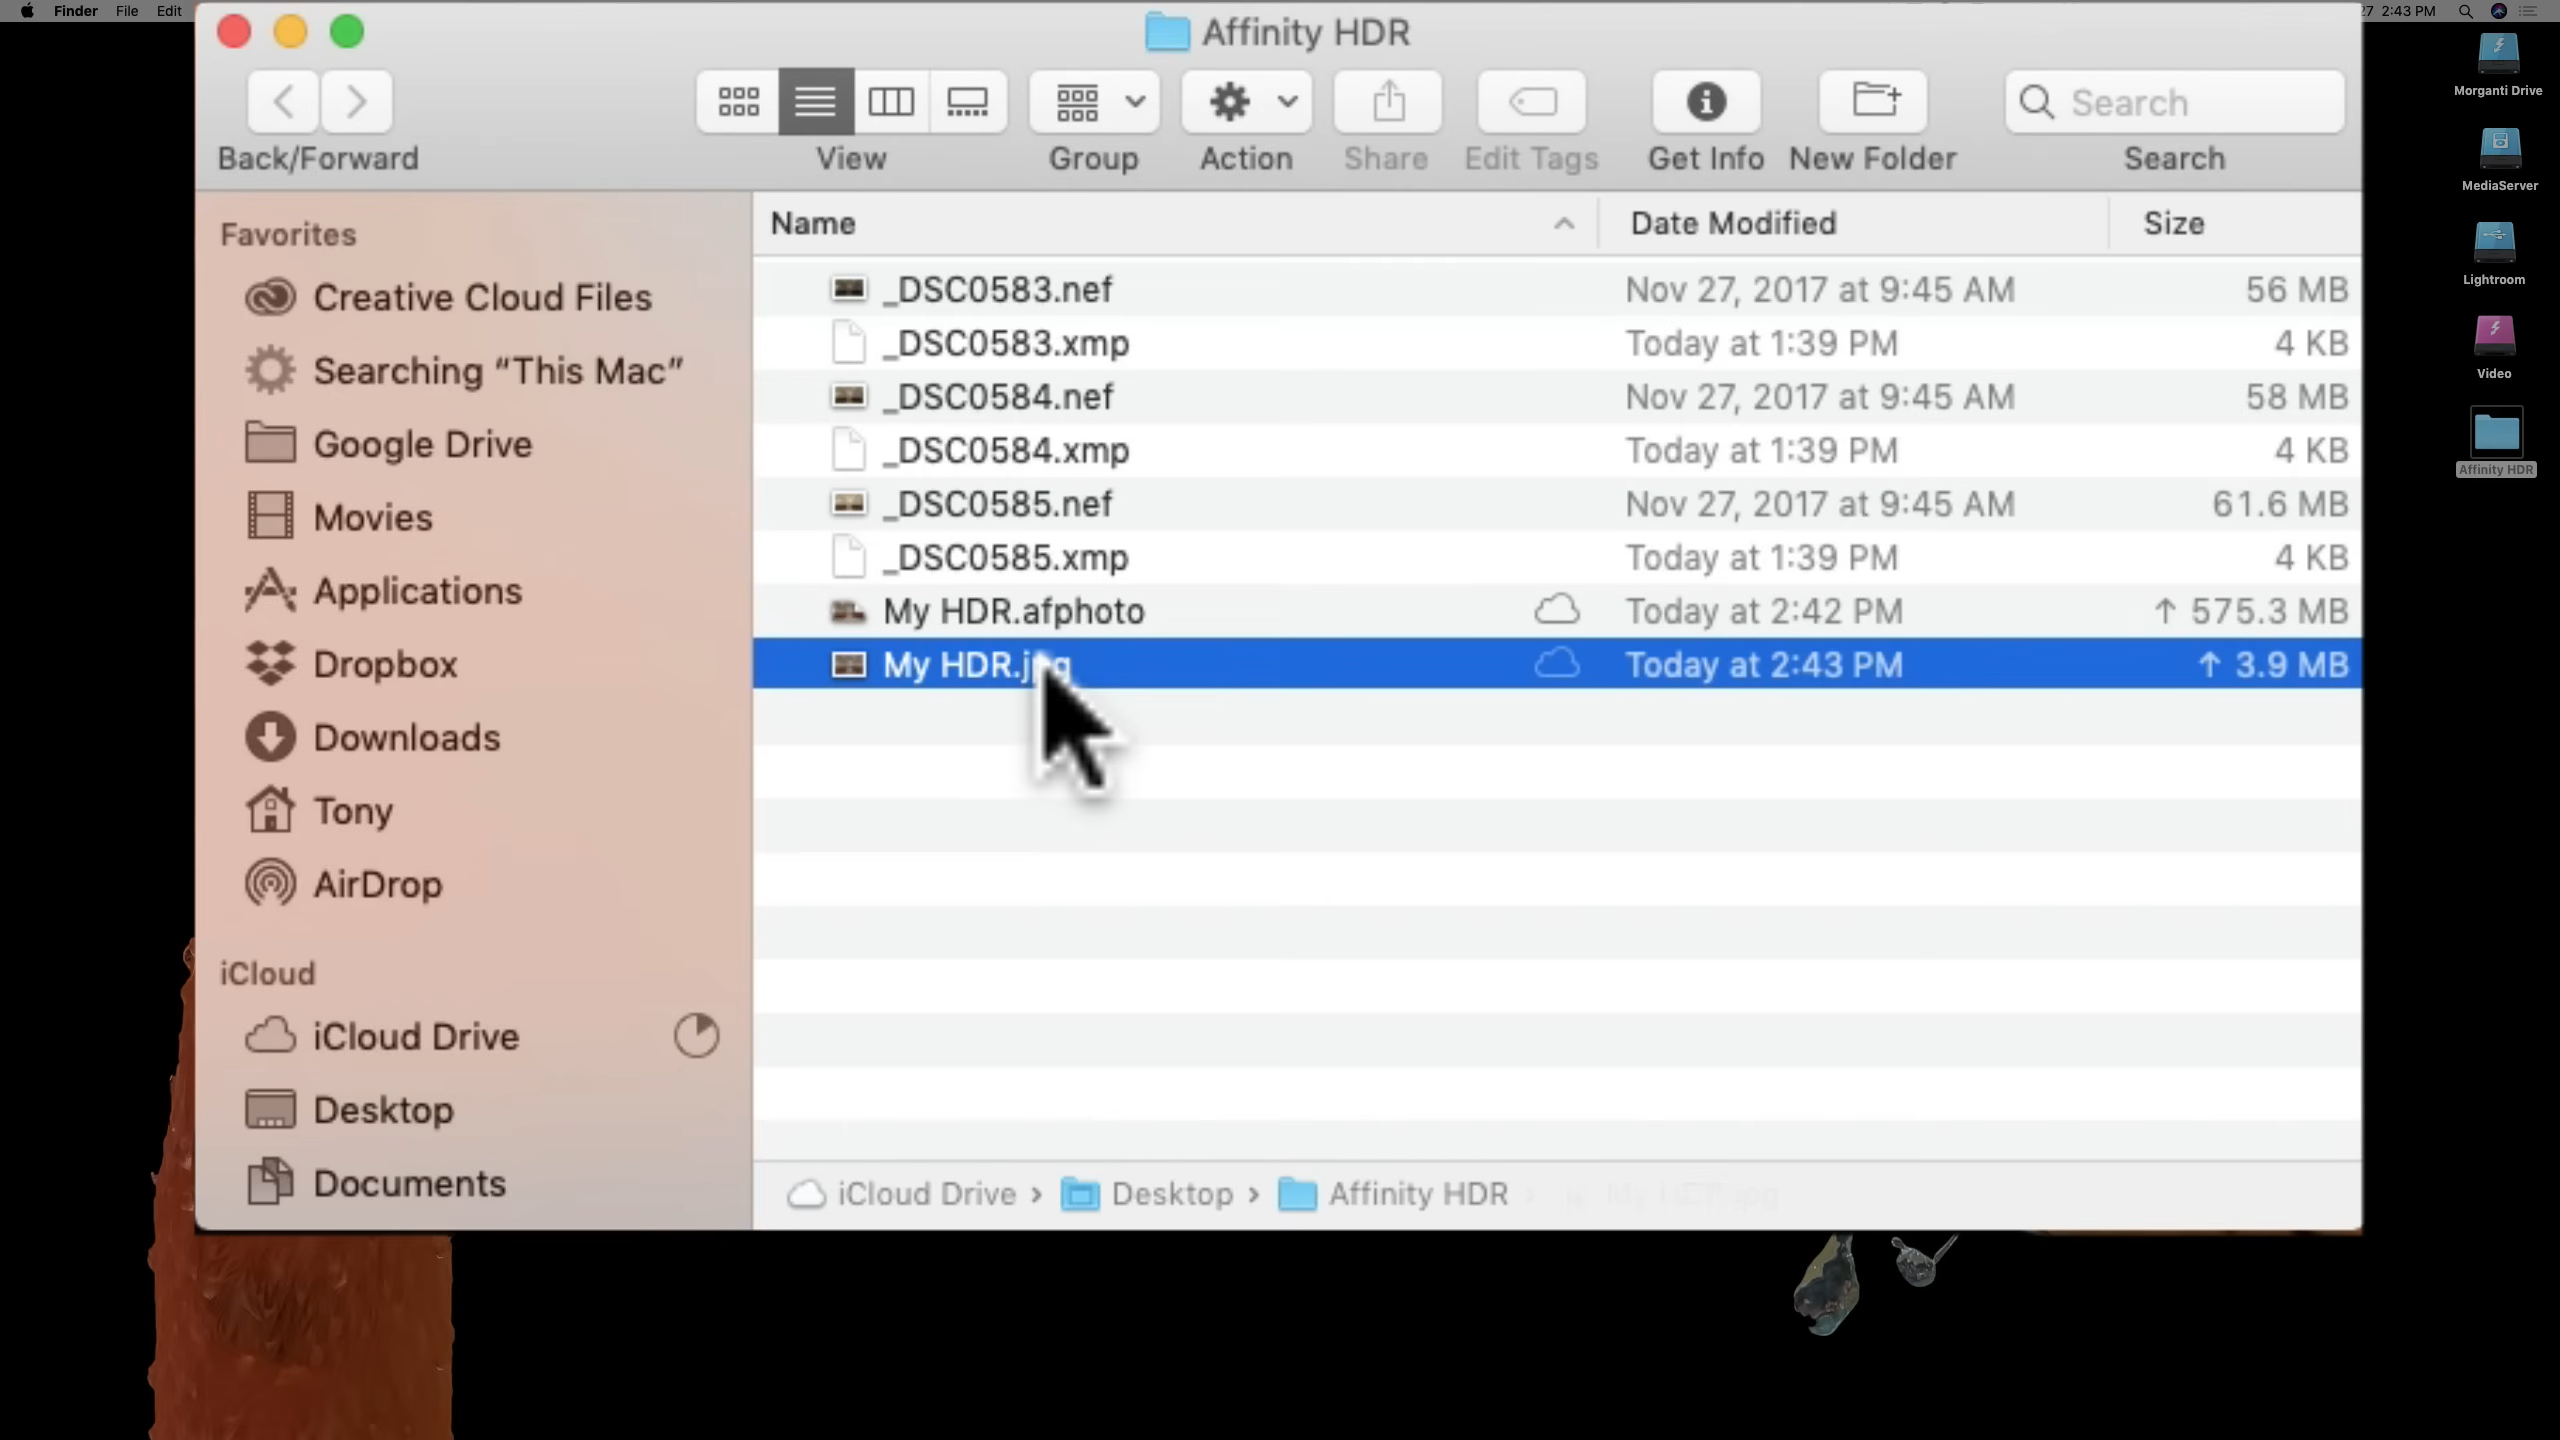 Finder File Edit
27 2:43 PM
Affinity HDR
Search
Back/Forward View Group Action Share Edit Tags Get Info New Folder Search
Favorites
Creative Cloud Files
Searching “This Mac”
Google Drive
Movies
Applications
Dropbox
Downloads
Tony
AirDrop
iCloud
iCloud Drive
Desktop
Documents
Name Date Modified Size
_DSC0583.nef Nov 27, 2017 at 9:45 AM 56 MB
_DSC0583.xmp Today at 1:39 PM 4 KB
_DSC0584.nef Nov 27, 2017 at 9:45 AM 58 MB
_DSC0584.xmp Today at 1:39 PM 4 KB
_DSC0585.nef Nov 27, 2017 at 9:45 AM 61.6 MB
_DSC0585.xmp Today at 1:39 PM 4 KB
My HDR.afphoto Today at 2:42 PM ↑ 575.3 MB
My HDR.jpg Today at 2:43 PM ↑ 3.9 MB
iCloud Drive › Desktop › Affinity HDR
Morganti Drive
MediaServer
Lightroom
Video
Affinity HDR